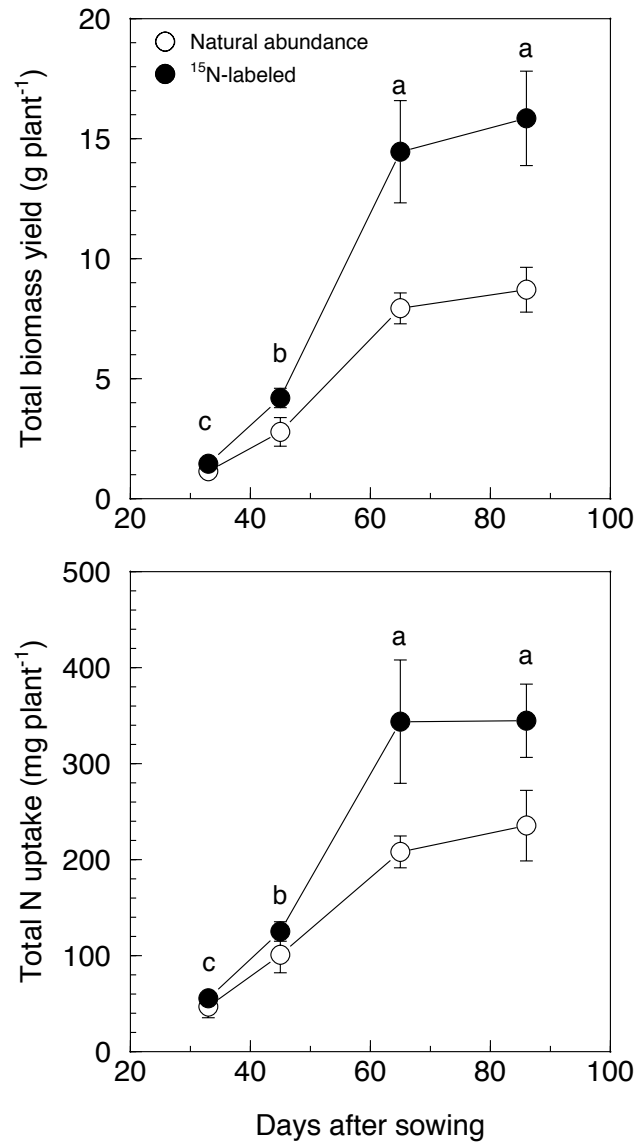 20
Natural abundance
¹⁵N-labeled
a
a
15
10
b
5
c
0
20 40 60 80 100
Total biomass yield (g plant⁻¹)
500
a
a
400
300
200
b
100
c
0
20 40 60 80 100
Total N uptake (mg plant⁻¹)
Days after sowing